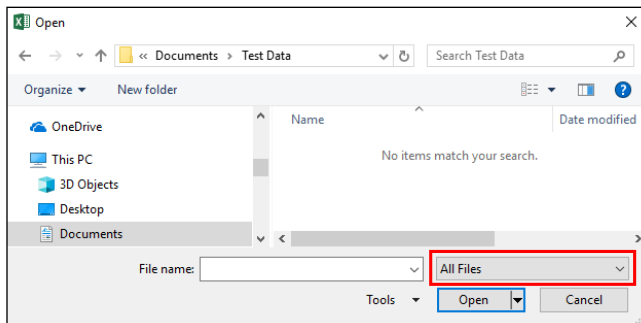 Open
« Documents > Test Data
Search Test Data
Organize
New folder
Name
Date modified
OneDrive
This PC
3D Objects
Desktop
Documents
No items match your search.
File name:
All Files
Tools
Open
Cancel